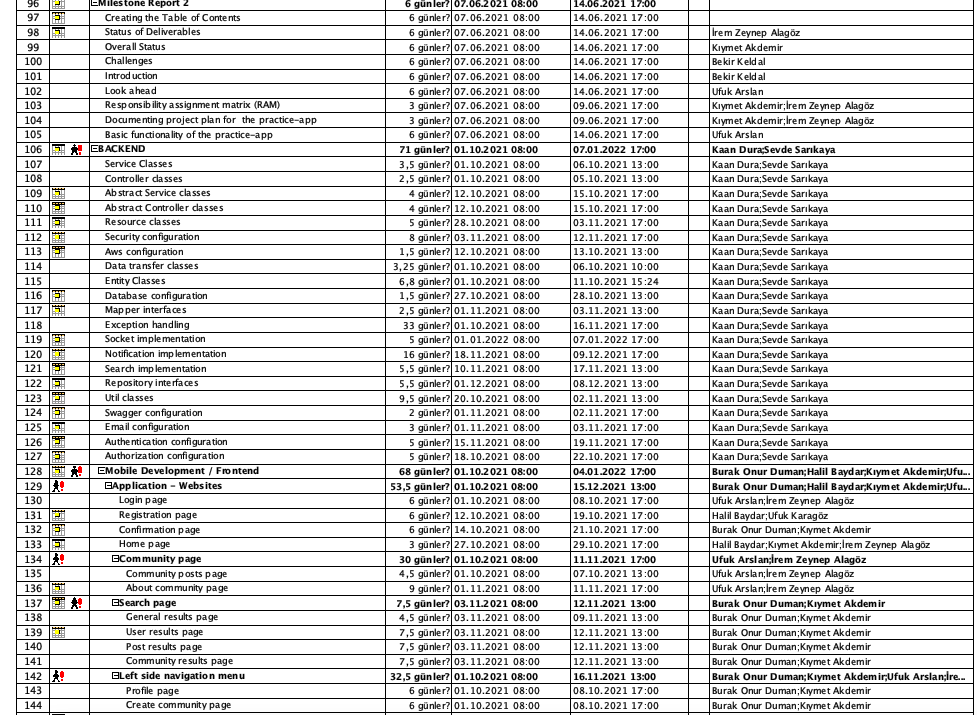 96 Milestone Report 2 6 günler? 07.06.2021 08:00 14.06.2021 17:00
97 Creating the Table of Contents 6 günler? 07.06.2021 08:00 14.06.2021 17:00
98 Status of Deliverables 6 günler? 07.06.2021 08:00 14.06.2021 17:00 İrem Zeynep Alagöz
99 Overall Status 6 günler? 07.06.2021 08:00 14.06.2021 17:00 Kıymet Akdemir
100 Challenges 6 günler? 07.06.2021 08:00 14.06.2021 17:00 Bekir Keldal
101 Introduction 6 günler? 07.06.2021 08:00 14.06.2021 17:00 Bekir Keldal
102 Look ahead 6 günler? 07.06.2021 08:00 14.06.2021 17:00 Ufuk Arslan
103 Responsibility assignment matrix (RAM) 3 günler? 07.06.2021 08:00 09.06.2021 17:00 Kıymet Akdemir;İrem Zeynep Alagöz
104 Documenting project plan for the practice-app 3 günler? 07.06.2021 08:00 09.06.2021 17:00 Kıymet Akdemir;İrem Zeynep Alagöz
105 Basic functionality of the practice-app 6 günler? 07.06.2021 08:00 14.06.2021 17:00 Ufuk Arslan
106 BACKEND 71 günler? 01.10.2021 08:00 07.01.2022 17:00 Kaan Dura;Sevde Sarıkaya
107 Service Classes 3,5 günler? 01.10.2021 08:00 06.10.2021 13:00 Kaan Dura;Sevde Sarıkaya
108 Controller classes 2,5 günler? 01.10.2021 08:00 05.10.2021 13:00 Kaan Dura;Sevde Sarıkaya
109 Abstract Service classes 4 günler? 12.10.2021 08:00 15.10.2021 17:00 Kaan Dura;Sevde Sarıkaya
110 Abstract Controller classes 4 günler? 12.10.2021 08:00 15.10.2021 17:00 Kaan Dura;Sevde Sarıkaya
111 Resource classes 5 günler? 28.10.2021 08:00 03.11.2021 17:00 Kaan Dura;Sevde Sarıkaya
112 Security configuration 8 günler? 03.11.2021 08:00 12.11.2021 17:00 Kaan Dura;Sevde Sarıkaya
113 Aws configuration 1,5 günler? 12.10.2021 08:00 13.10.2021 13:00 Kaan Dura;Sevde Sarıkaya
114 Data transfer classes 3,25 günler? 01.10.2021 08:00 06.10.2021 10:00 Kaan Dura;Sevde Sarıkaya
115 Entity Classes 6,8 günler? 01.10.2021 08:00 11.10.2021 15:24 Kaan Dura;Sevde Sarıkaya
116 Database configuration 1,5 günler? 27.10.2021 08:00 28.10.2021 13:00 Kaan Dura;Sevde Sarıkaya
117 Mapper interfaces 2,5 günler? 01.11.2021 08:00 03.11.2021 13:00 Kaan Dura;Sevde Sarıkaya
118 Exception handling 33 günler? 01.10.2021 08:00 16.11.2021 17:00 Kaan Dura;Sevde Sarıkaya
119 Socket implementation 5 günler? 01.01.2022 08:00 07.01.2022 17:00 Kaan Dura;Sevde Sarıkaya
120 Notification implementation 16 günler? 18.11.2021 08:00 09.12.2021 17:00 Kaan Dura;Sevde Sarıkaya
121 Search implementation 5,5 günler? 10.11.2021 08:00 17.11.2021 13:00 Kaan Dura;Sevde Sarıkaya
122 Repository interfaces 5,5 günler? 01.12.2021 08:00 08.12.2021 13:00 Kaan Dura;Sevde Sarıkaya
123 Util classes 9,5 günler? 20.10.2021 08:00 02.11.2021 13:00 Kaan Dura;Sevde Sarıkaya
124 Swagger configuration 2 günler? 01.11.2021 08:00 02.11.2021 17:00 Kaan Dura;Sevde Sarıkaya
125 Email configuration 3 günler? 01.11.2021 08:00 03.11.2021 17:00 Kaan Dura;Sevde Sarıkaya
126 Authentication configuration 5 günler? 15.11.2021 08:00 19.11.2021 17:00 Kaan Dura;Sevde Sarıkaya
127 Authorization configuration 5 günler? 18.10.2021 08:00 22.10.2021 17:00 Kaan Dura;Sevde Sarıkaya
128 Mobile Development / Frontend 68 günler? 01.10.2021 08:00 04.01.2022 17:00 Burak Onur Duman;Halil Baydar;Kıymet Akdemir;Ufu...
129 Application - Websites 53,5 günler? 01.10.2021 08:00 15.12.2021 13:00 Burak Onur Duman;Halil Baydar;Kıymet Akdemir;Ufu...
130 Login page 6 günler? 01.10.2021 08:00 08.10.2021 17:00 Ufuk Arslan;İrem Zeynep Alagöz
131 Registration page 6 günler? 12.10.2021 08:00 19.10.2021 17:00 Halil Baydar;Ufuk Karagöz
132 Confirmation page 6 günler? 14.10.2021 08:00 21.10.2021 17:00 Burak Onur Duman;Kıymet Akdemir
133 Home page 3 günler? 27.10.2021 08:00 29.10.2021 17:00 Halil Baydar;Kıymet Akdemir;İrem Zeynep Alagöz
134 Community page 30 günler? 01.10.2021 08:00 11.11.2021 17:00 Ufuk Arslan;İrem Zeynep Alagöz
135 Community posts page 4,5 günler? 01.10.2021 08:00 07.10.2021 13:00 Ufuk Arslan;İrem Zeynep Alagöz
136 About community page 9 günler? 01.11.2021 08:00 11.11.2021 17:00 Ufuk Arslan;İrem Zeynep Alagöz
137 Search page 7,5 günler? 03.11.2021 08:00 12.11.2021 13:00 Burak Onur Duman;Kıymet Akdemir
138 General results page 4,5 günler? 03.11.2021 08:00 09.11.2021 13:00 Burak Onur Duman;Kıymet Akdemir
139 User results page 7,5 günler? 03.11.2021 08:00 12.11.2021 13:00 Burak Onur Duman;Kıymet Akdemir
140 Post results page 7,5 günler? 03.11.2021 08:00 12.11.2021 13:00 Burak Onur Duman;Kıymet Akdemir
141 Community results page 7,5 günler? 03.11.2021 08:00 12.11.2021 13:00 Burak Onur Duman;Kıymet Akdemir
142 Left side navigation menu 32,5 günler? 01.10.2021 08:00 16.11.2021 13:00 Burak Onur Duman;Kıymet Akdemir;Ufuk Arslan;İre...
143 Profile page 6 günler? 01.10.2021 08:00 08.10.2021 17:00 Burak Onur Duman;Kıymet Akdemir
144 Create community page 6 günler? 01.10.2021 08:00 08.10.2021 17:00 Burak Onur Duman;Kıymet Akdemir